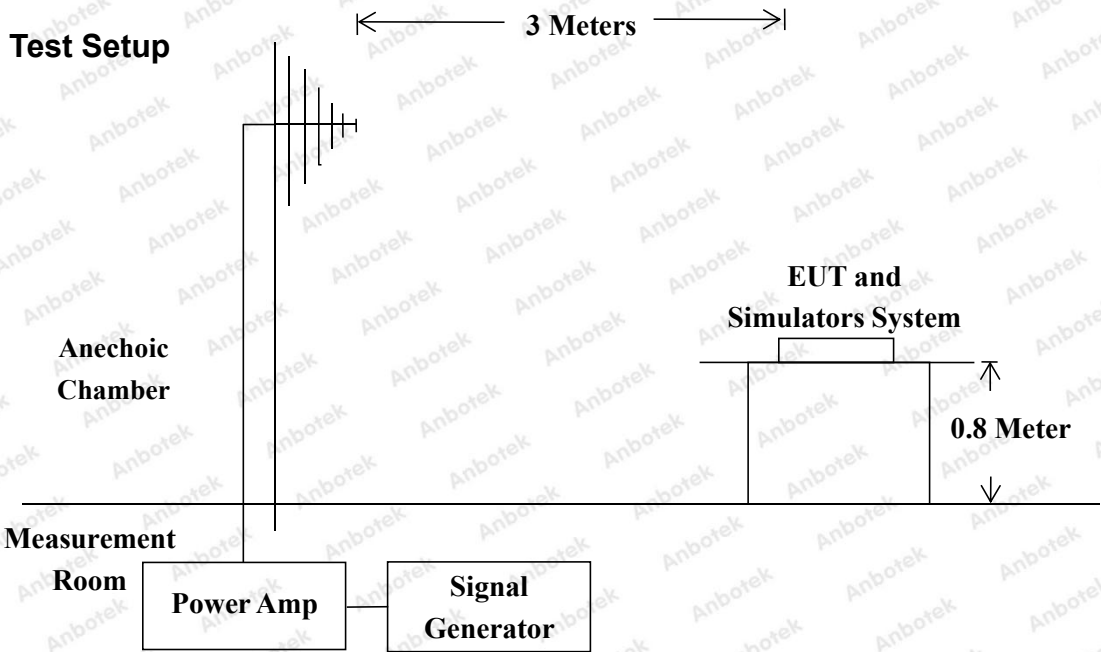 Test Setup
3 Meters
EUT and
Simulators System
Anechoic
Chamber
0.8 Meter
Measurement
Room
Power Amp
Signal
Generator
Anbotek